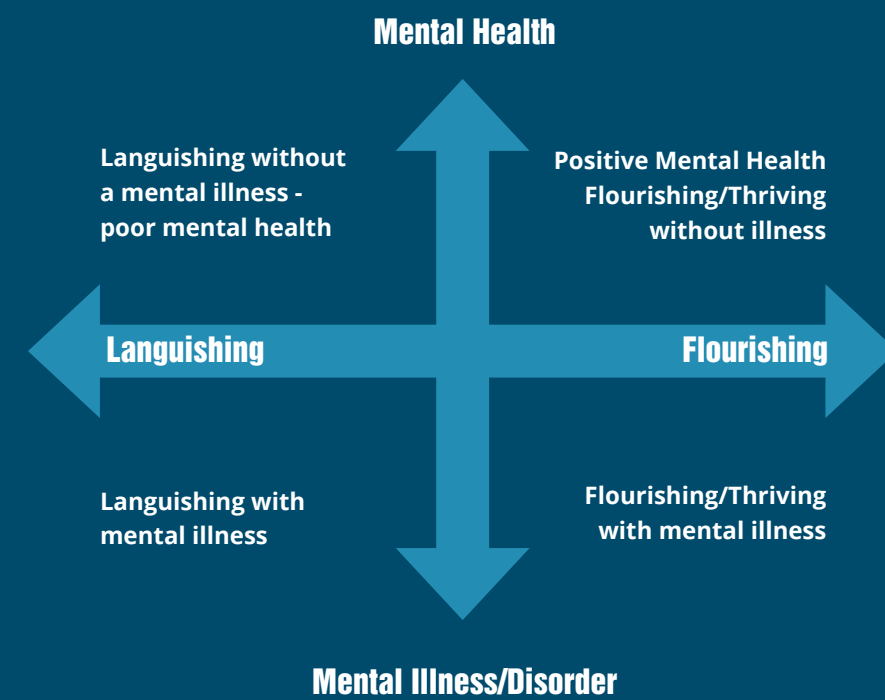 Mental Health
Languishing without
a mental illness -
poor mental health
Positive Mental Health
Flourishing/Thriving
without illness
Languishing
Flourishing
Languishing with
mental illness
Flourishing/Thriving
with mental illness
Mental Illness/Disorder